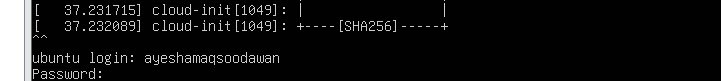 [   37.231715] cloud-init[1049]: |                 |
[   37.232089] cloud-init[1049]: +----[SHA256]-----+
^^
ubuntu login: ayeshamaqsoodawan
Password: